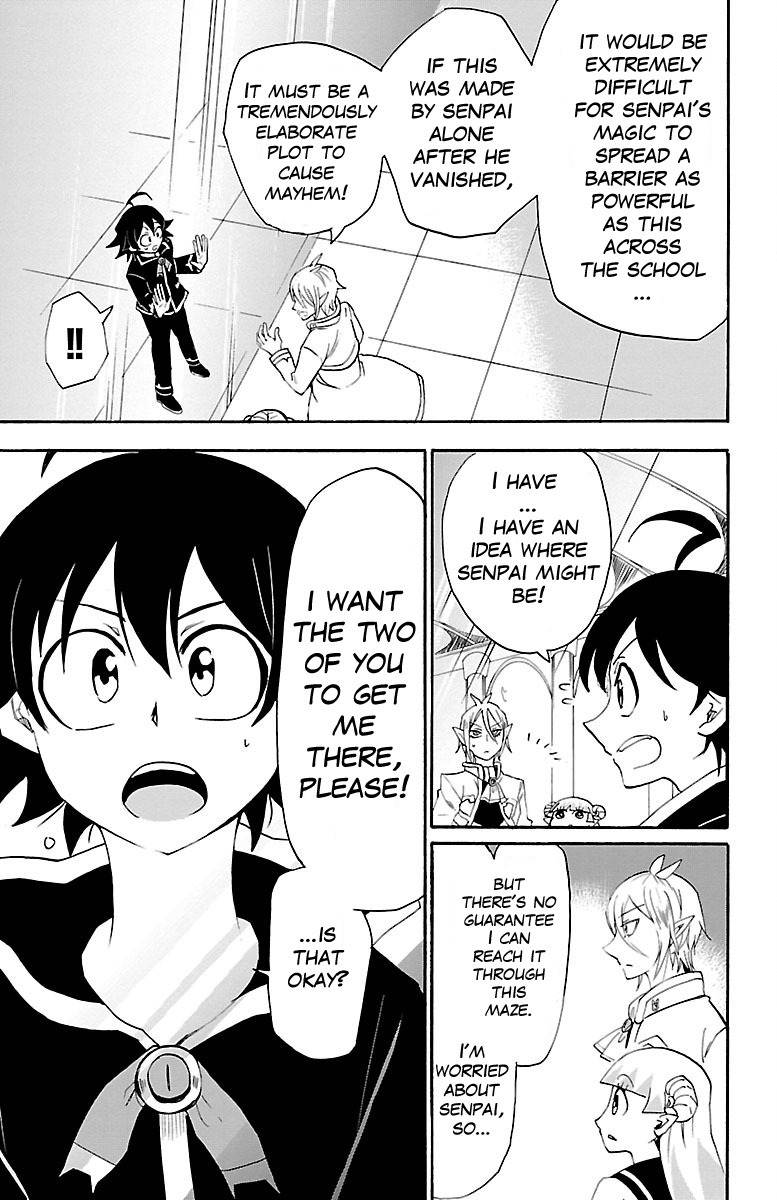 IT WOULD BE
EXTREMELY
DIFFICULT
FOR SENPAI'S
MAGIC TO
SPREAD A
BARRIER AS
POWERFUL
AS THIS
ACROSS
THE SCHOOL
...
IF THIS
WAS MADE
BY SENPAI
ALONE
AFTER HE
VANISHED,
IT MUST BE A
TREMENDOUSLY
ELABORATE
PLOT TO
CAUSE
MAYHEM!
!!
I HAVE
...
I HAVE AN
IDEA WHERE
SENPAI MIGHT
BE!
BUT
THERE'S NO
GUARANTEE
I CAN
REACH IT
THROUGH
THIS
MAZE.
I'M
WORRIED
ABOUT
SENPAI,
SO...
I WANT
THE TWO
OF YOU
TO GET
ME
THERE,
PLEASE!
...IS
THAT
OKAY?